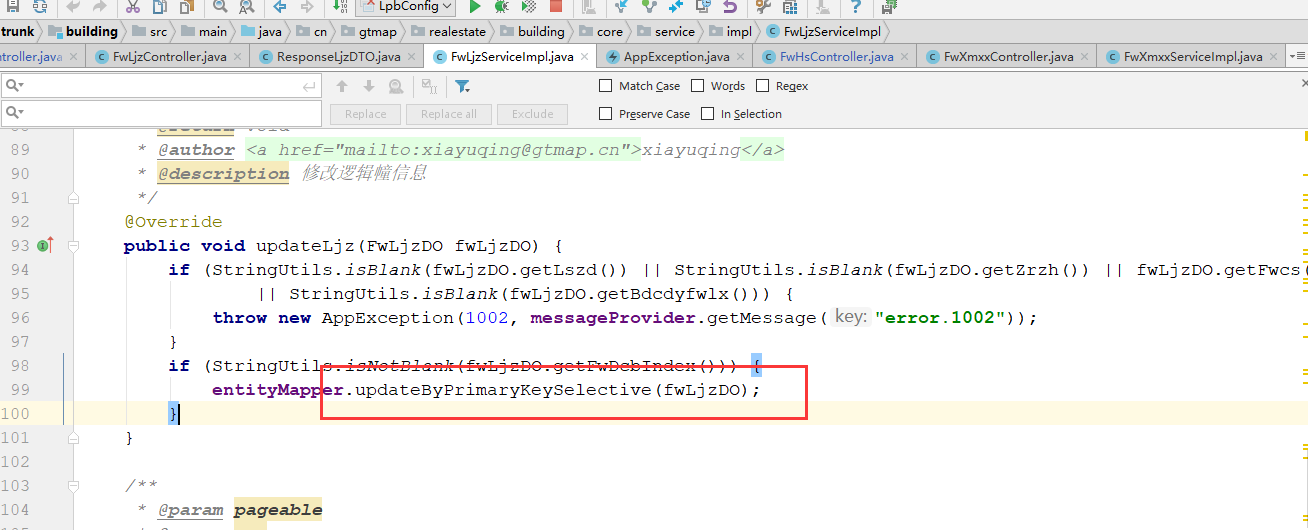 LpbConfig
trunk building src main java cn gtmap realestate building core service impl FwLjzServiceImpl
ntroller.java FwLjzController.java ResponseLjzDTO.java FwLjzServiceImpl.java AppException.java FwHsController.java FwXmxxController.java FwXmxxServiceImpl.java
Match Case Words Regex
Replace Replace all Exclude Preserve Case In Selection
89 * @author <a href="mailto:xiayuqing@gtmap.cn">xiayuqing</a>
90 * @description 修改逻辑幢信息
91 */
92 @Override
93 public void updateLjz(FwLjzDO fwLjzDO) {
94 if (StringUtils.isBlank(fwLjzDO.getLszd()) || StringUtils.isBlank(fwLjzDO.getZrzh()) || fwLjzDO.getFwcs(
95 || StringUtils.isBlank(fwLjzDO.getBdcdyfwlx())) {
96 throw new AppException(1002, messageProvider.getMessage( key: "error.1002"));
97 }
98 if (StringUtils.isNotBlank(fwLjzDO.getFwDcbIndex())) {
99 entityMapper.updateByPrimaryKeySelective(fwLjzDO);
100 }
101 }
102
103 /**
104 * @param pageable